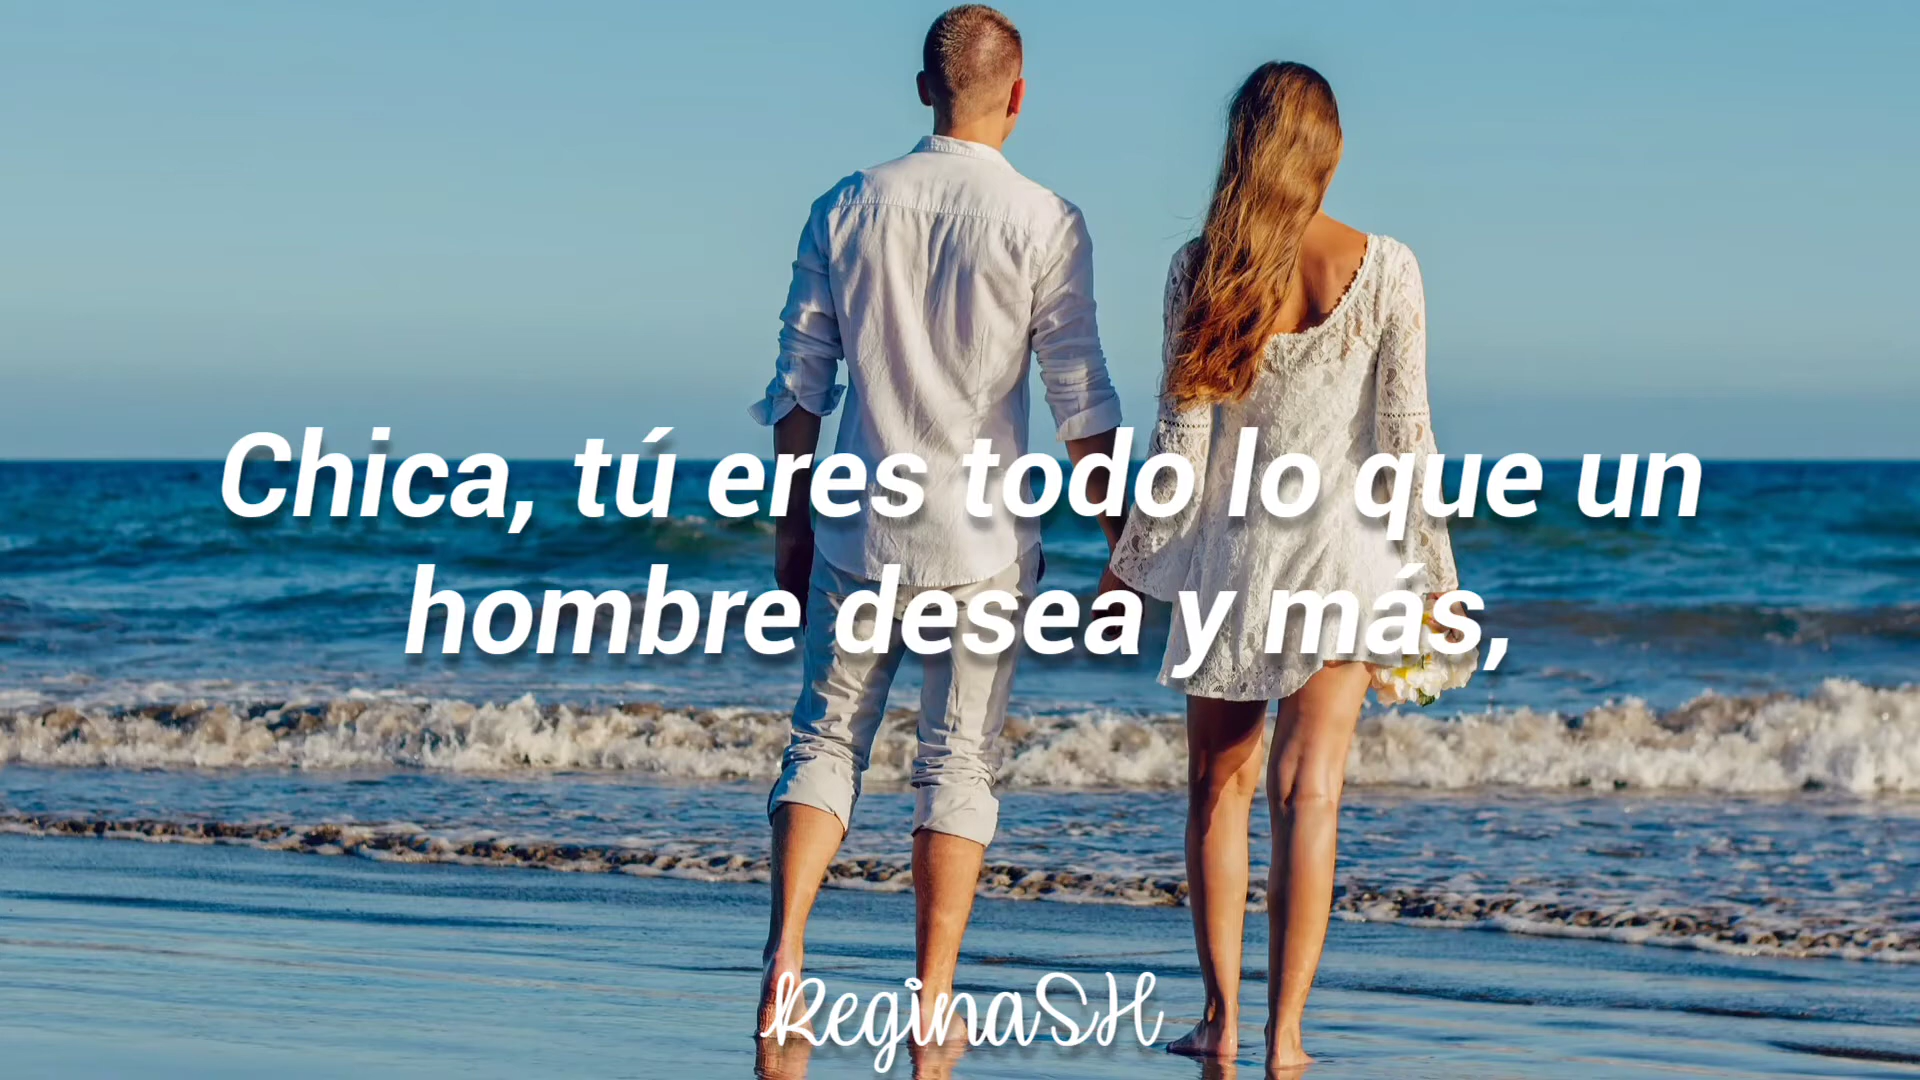 Chica, tú eres todo lo que un
hombre desea y más,
ReginaSH